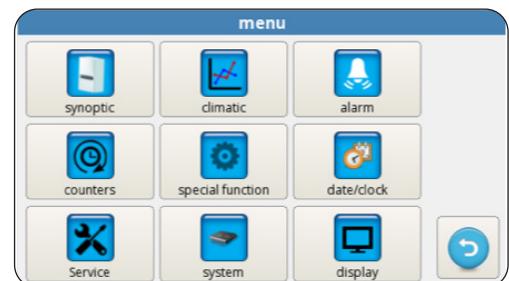 menu
synoptic climatic alarm
counters special function date/clock
Service system display